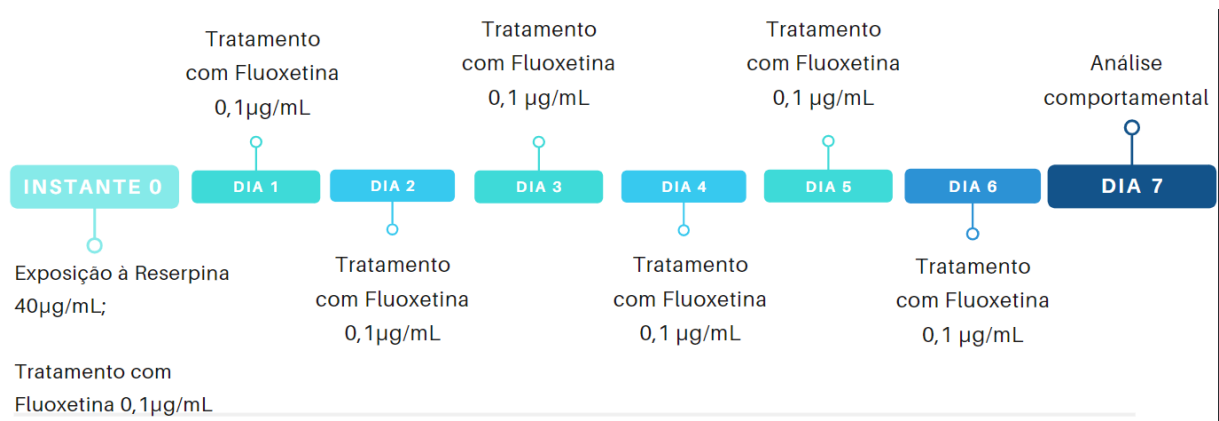 Tratamento
com Fluoxetina
0,1µg/mL
Tratamento
com Fluoxetina
0,1 µg/mL
Tratamento
com Fluoxetina
0,1 µg/mL
Análise
comportamental
INSTANTE 0
DIA 1
DIA 2
DIA 3
DIA 4
DIA 5
DIA 6
DIA 7
Exposição à Reserpina
40µg/mL;
Tratamento com
Fluoxetina 0,1µg/mL
Tratamento
com Fluoxetina
0,1µg/mL
Tratamento
com Fluoxetina
0,1 µg/mL
Tratamento
com Fluoxetina
0,1 µg/mL